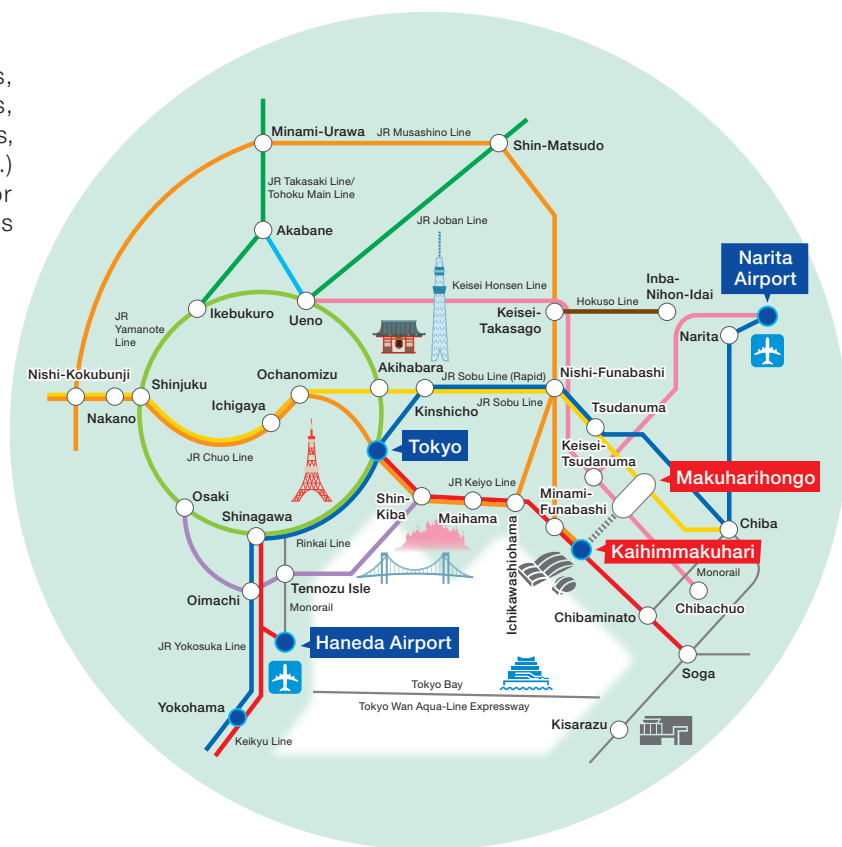 s,
s,
s,
.)
or
s
Minami-Urawa
JR Musashino Line
Shin-Matsudo
JR Takasaki Line/
Tohoku Main Line
Akabane
JR Joban Line
Narita
Airport
Inba-
Nihon-Idai
Keisei Honsen Line
Hokuso Line
JR
Yamanote
Line
Ikebukuro
Ueno
Keisei-
Takasago
Narita
Akihabara
Nishi-Kokubunji
Shinjuku
Ochanomizu
JR Sobu Line (Rapid)
Nishi-Funabashi
JR Sobu Line
Nakano
Ichigaya
Kinshicho
Tsudanuma
JR Chuo Line
Tokyo
Keisei-
Tsudanuma
Makuharihongo
JR Keiyo Line
Osaki
Shin-
Kiba
Maihama
Minami-
Funabashi
Shinagawa
Chiba
Rinkai Line
Ichikawashiohama
Kaihimmakuhari
Monorail
Oimachi
Tennozu Isle
Monorail
Chibachuo
Chibaminato
JR Yokosuka Line
Haneda Airport
Soga
Tokyo Bay
Yokohama
Tokyo Wan Aqua-Line Expressway
Kisarazu
Keikyu Line